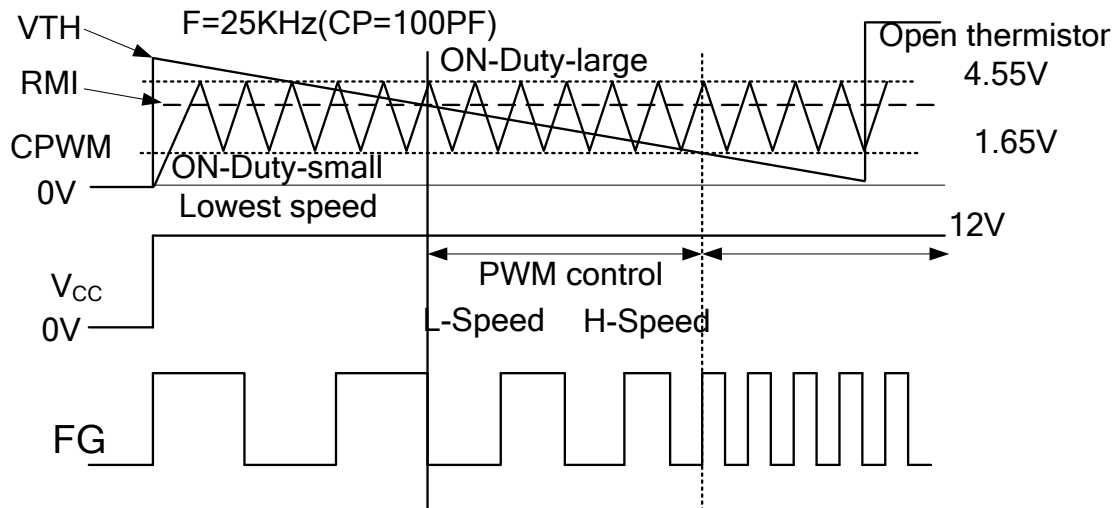 F=25KHz(CP=100PF)
VTH
Open thermistor
ON-Duty-large
4.55V
RMI
CPWM
1.65V
ON-Duty-small
0V
Lowest speed
12V
PWM control
VCC
0V
L-Speed
H-Speed
FG